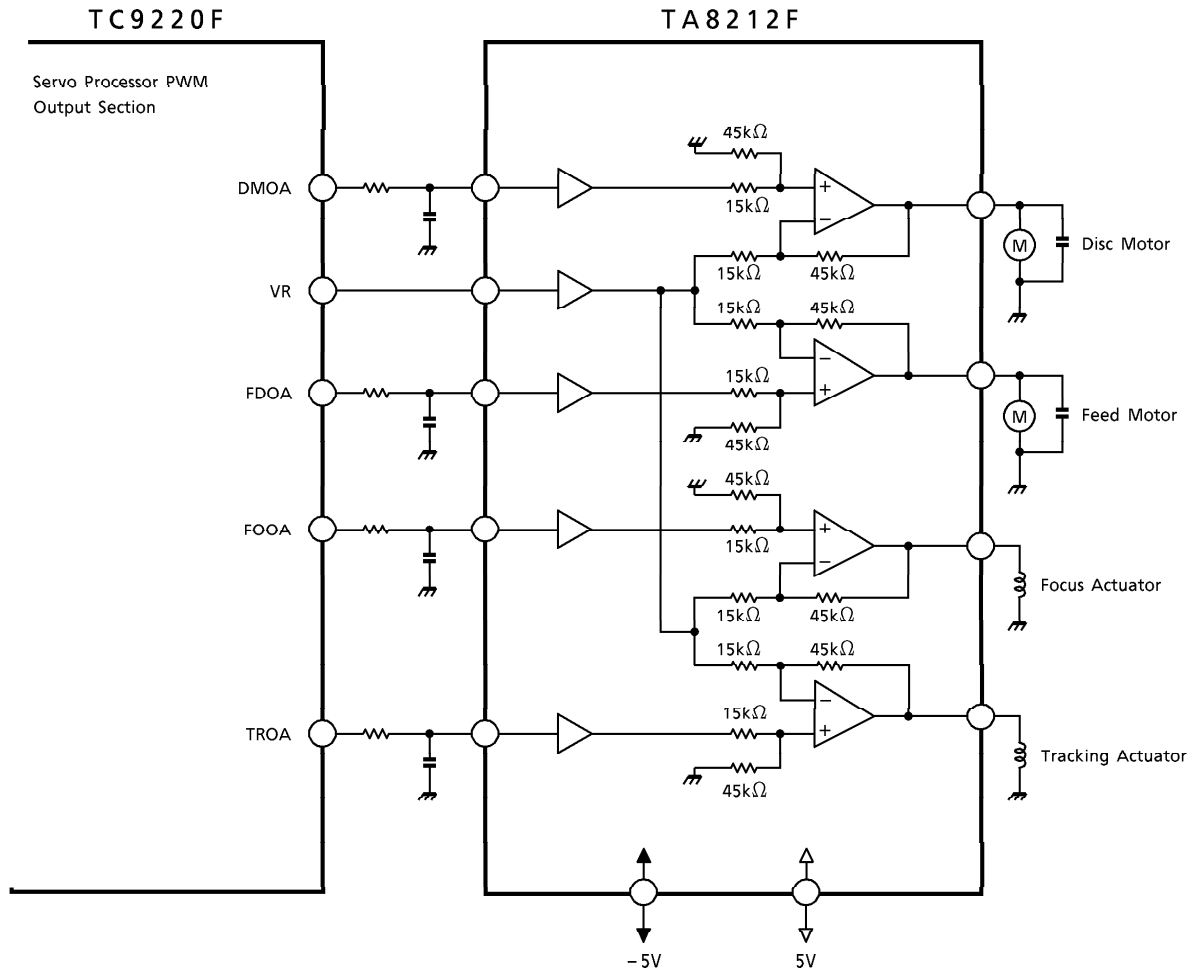 TC9220F
TA8212F
Servo Processor PWM
Output Section
45kΩ
DMOA
15kΩ
+
−
M
Disc Motor
15kΩ
45kΩ
VR
15kΩ
45kΩ
−
15kΩ
FDOA
+
M
Feed Motor
45kΩ
45kΩ
FOOA
15kΩ
+
−
Focus Actuator
15kΩ
45kΩ
15kΩ
45kΩ
−
15kΩ
TROA
+
Tracking Actuator
45kΩ
−5V
5V